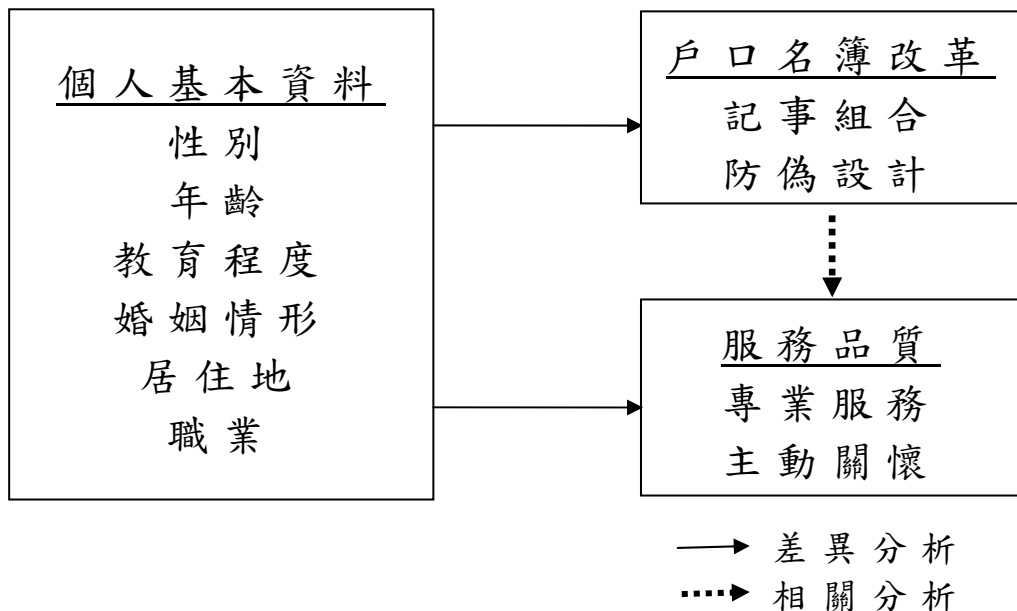 個人基本資料
性別
年齡
教育程度
婚姻情形
居住地
職業
戶口名簿改革
記事組合
防偽設計
服務品質
專業服務
主動關懷
差異分析
相關分析